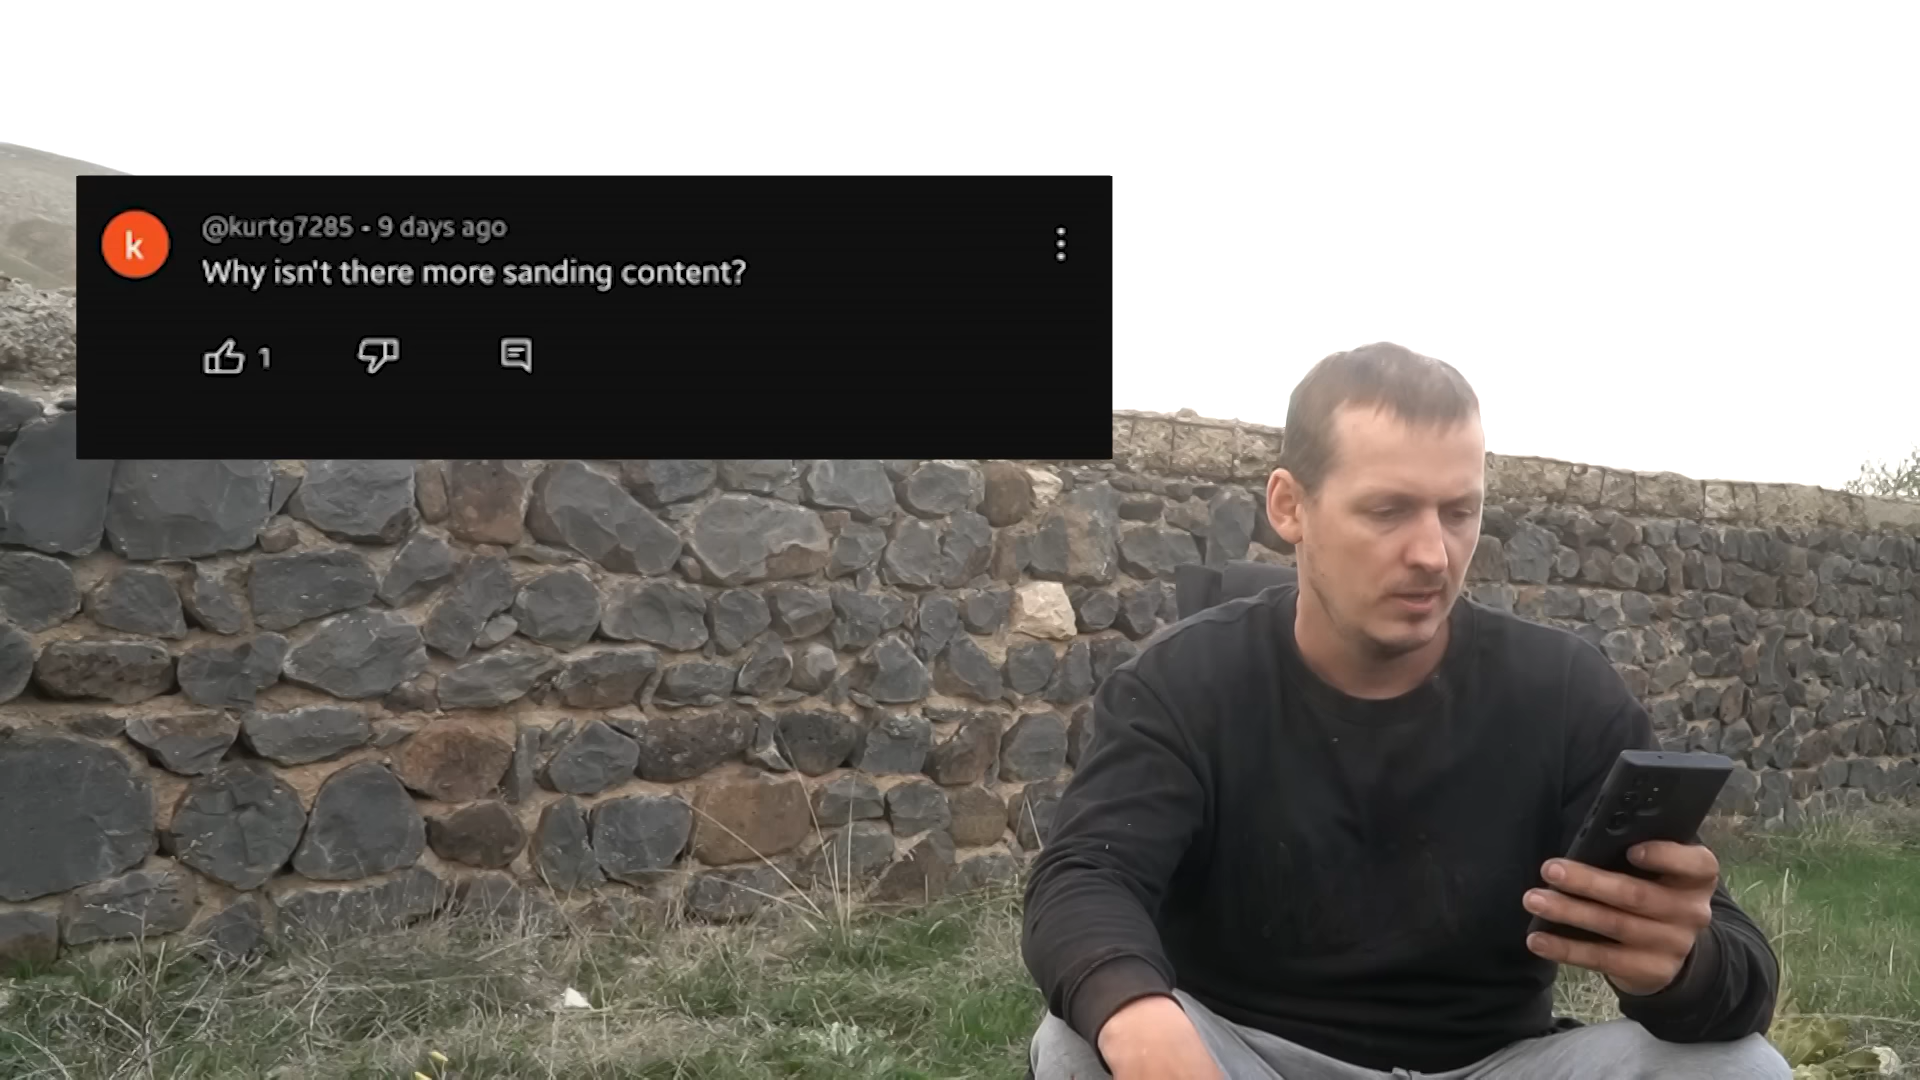 k
@kurtg7285 • 9 days ago
Why isn't there more sanding content?
1